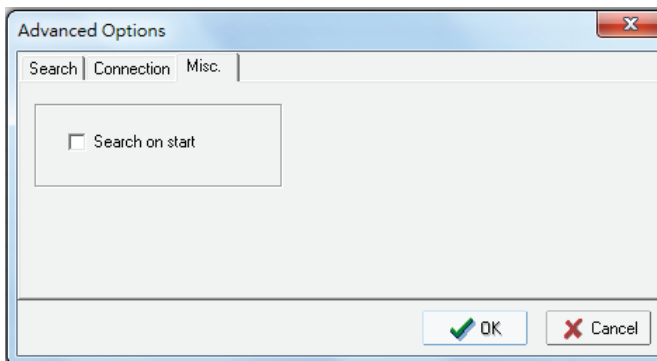 Advanced Options
Search Connection Misc.
Search on start
OK Cancel